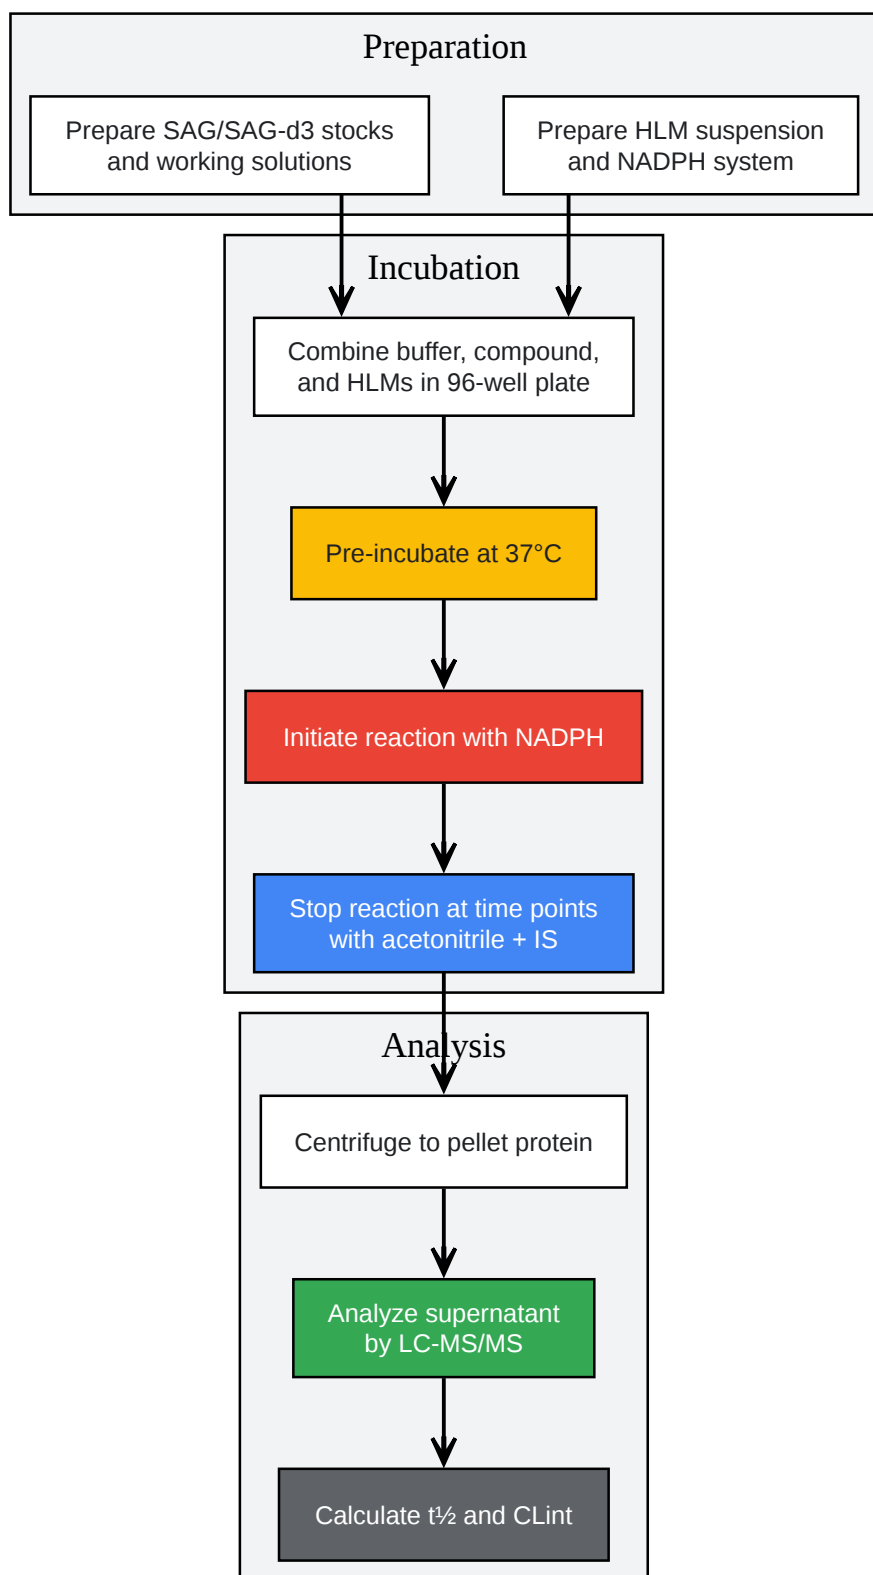 Preparation
Prepare SAG/SAG-d3 stocks
and working solutions
Prepare HLM suspension
and NADPH system
Incubation
Combine buffer, compound,
and HLMs in 96-well plate
Pre-incubate at 37°C
Initiate reaction with NADPH
Stop reaction at time points
with acetonitrile + IS
Analysis
Centrifuge to pellet protein
Analyze supernatant
by LC-MS/MS
Calculate t½ and CLint